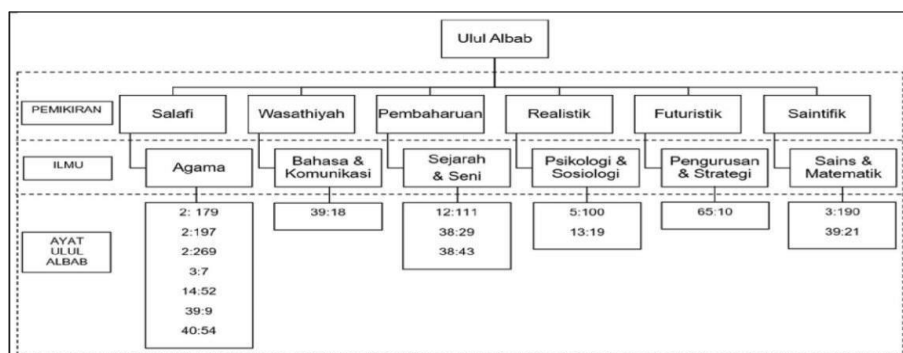 Ulul Albab
PEMIKIRAN
Salafi
Wasathiyah
Pembaharuan
Realistik
Futuristik
Saintifik
ILMU
Agama
Bahasa &
Komunikasi
Sejarah
& Seni
Psikologi &
Sosiologi
Pengurusan
& Strategi
Sains &
Matematik
AYAT
ULUL
ALBAB
2: 179
2:197
2:269
3:7
14:52
39:9
40:54
39:18
12:111
38:29
38:43
5:100
13:19
65:10
3:190
39:21